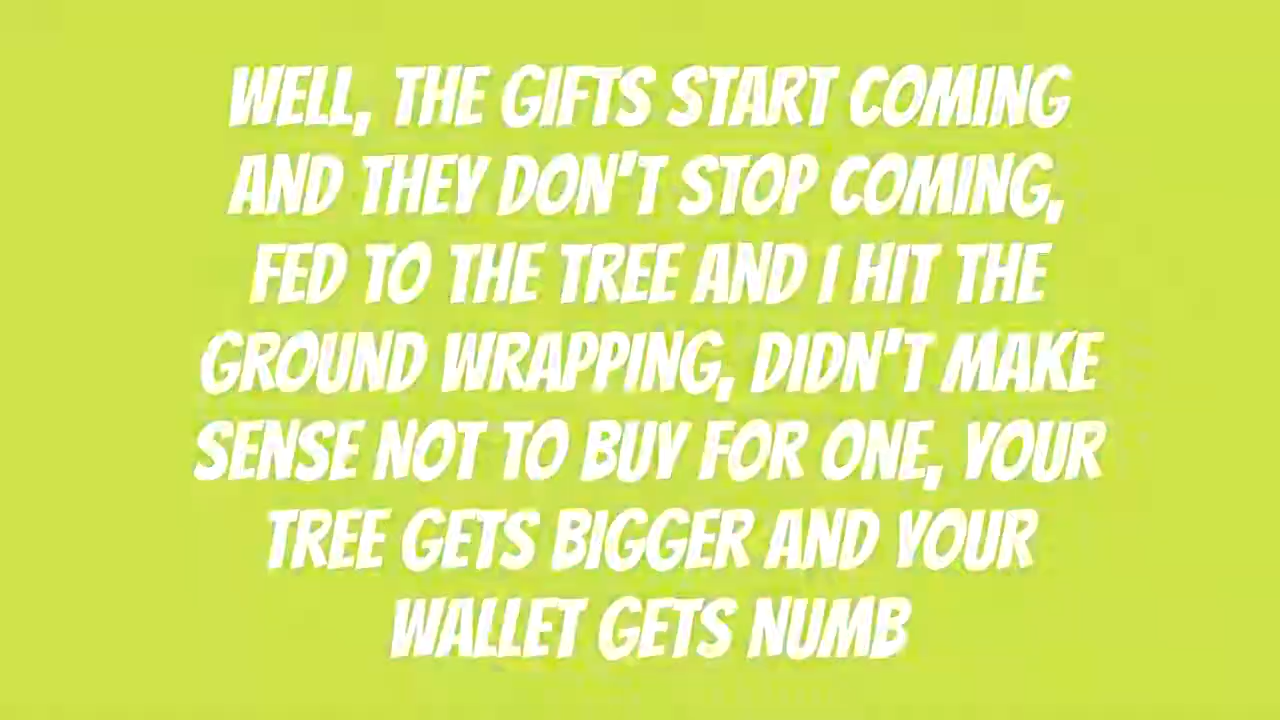 WELL, THE GIFTS START COMING
AND THEY DON'T STOP COMING,
FED TO THE TREE AND I HIT THE
GROUND WRAPPING, DIDN'T MAKE
SENSE NOT TO BUY FOR ONE, YOUR
TREE GETS BIGGER AND YOUR
WALLET GETS NUMB